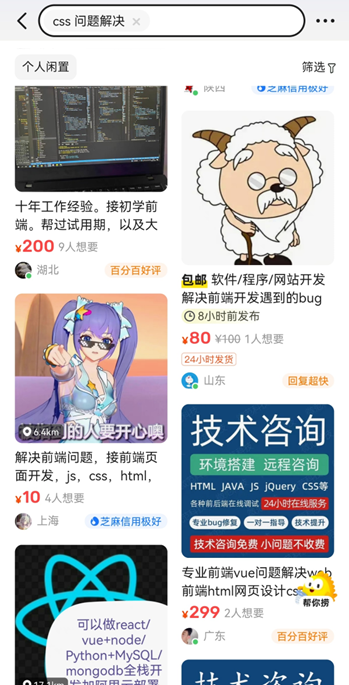 css 问题解决
个人闲置
筛选
十年工作经验。接初学前
端。帮过试用期，以及大
¥200 9人想要
湖北
百分百好评
6.4km
的人要开心噢
解决前端问题，接前端页
面开发，js，css，html，
¥10 4人想要
上海
芝麻信用极好
可以做react/
vue+node/
Python+MySQL/
mongodb全栈开
17.1km
陕西
芝麻信用极好
包邮 软件/程序/网站开发
解决前端开发遇到的bug
8小时前发布
¥80 ¥100 1人想要
24小时发货
山东
回复超快
技术咨询
环境搭建 远程咨询
HTML JAVA JS jQuery CSS等
各种前后端在线调试 24小时在线服务
专业bug修复 一对一指导 技术提升
技术咨询免费 小问题不收费
专业前端vue问题解决web
前端html网页设计cs
¥299 2人想要
帮你捞
广东
百分百好评